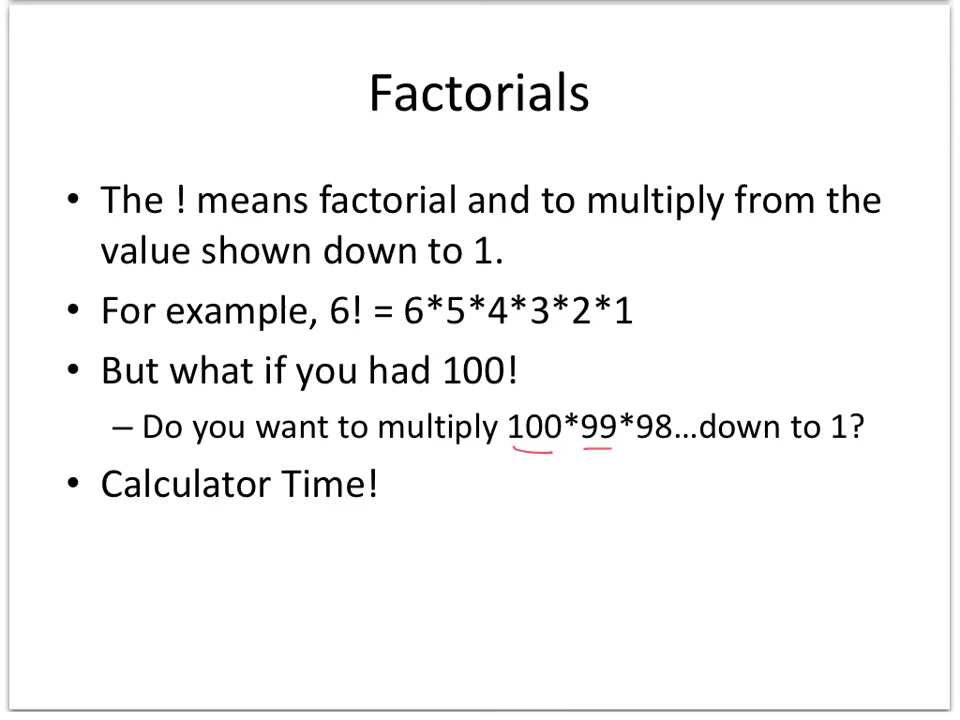 Factorials
• The ! means factorial and to multiply from the
value shown down to 1.
• For example, 6! = 6*5*4*3*2*1
• But what if you had 100!
– Do you want to multiply 100*99*98…down to 1?
• Calculator Time!